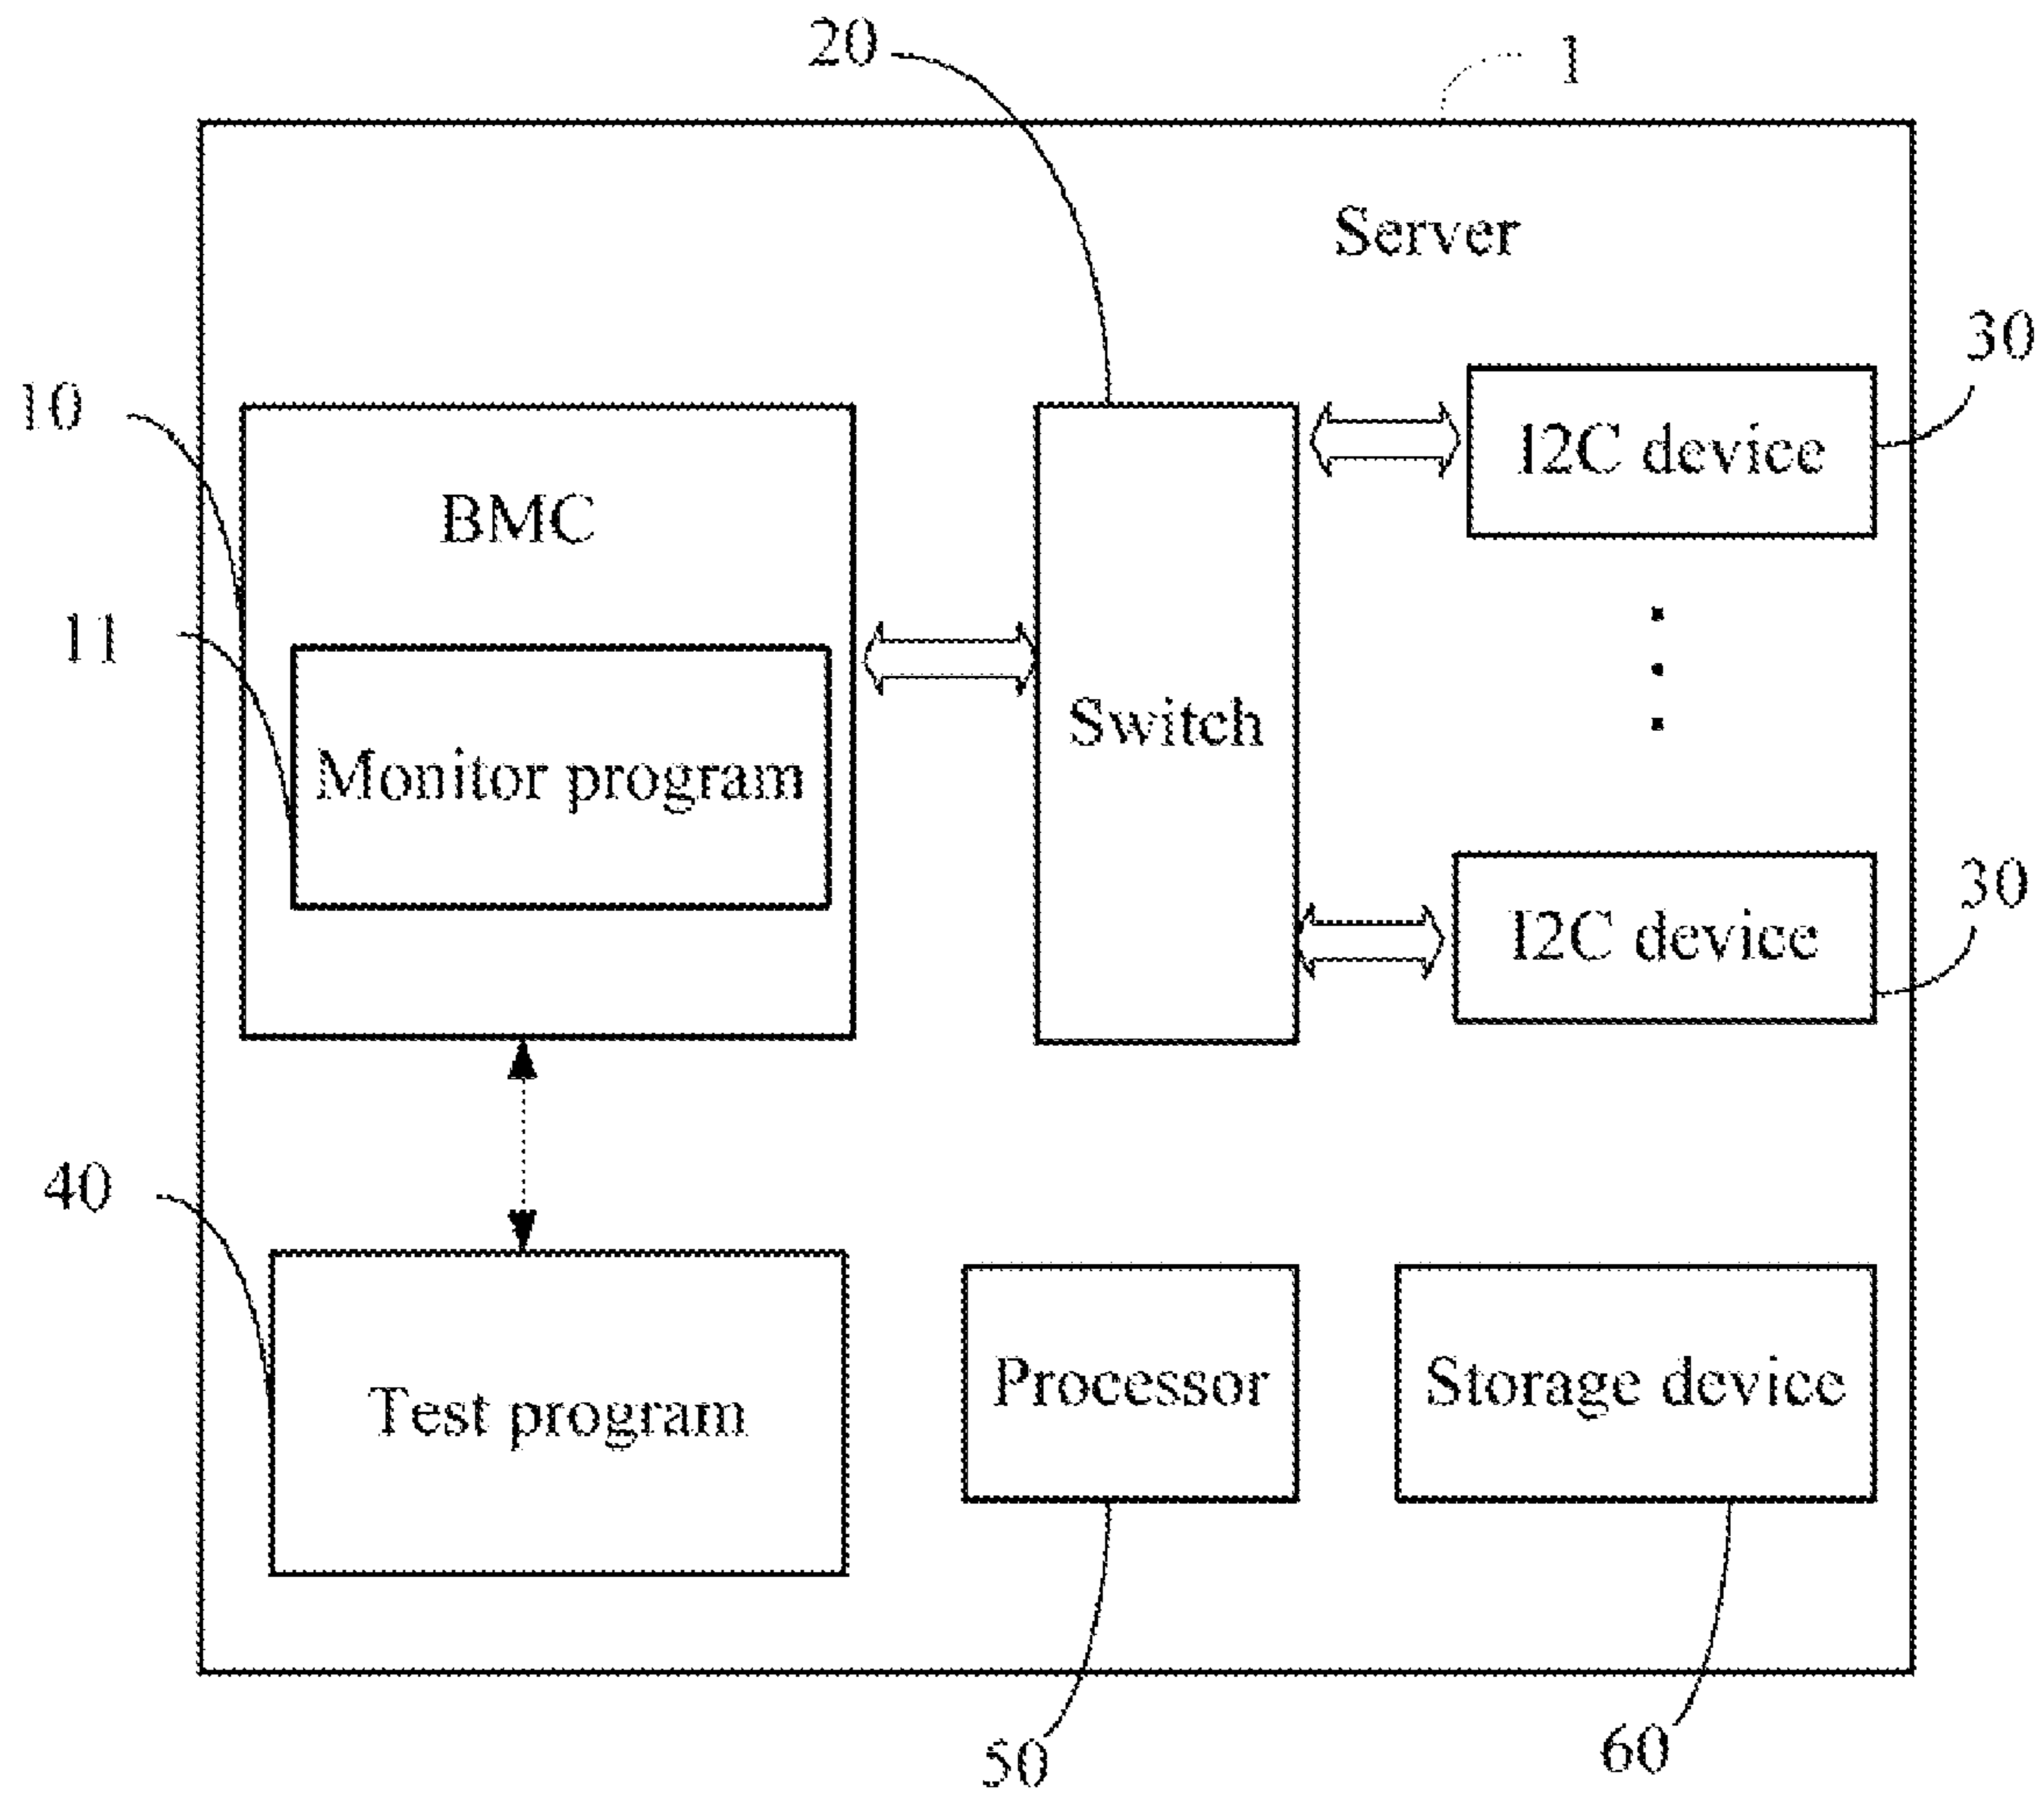 20
1
Server
30
10
I2C device
BMC
11
Switch
Monitor program
30
I2C device
40
Processor
Storage device
Test program
50
60